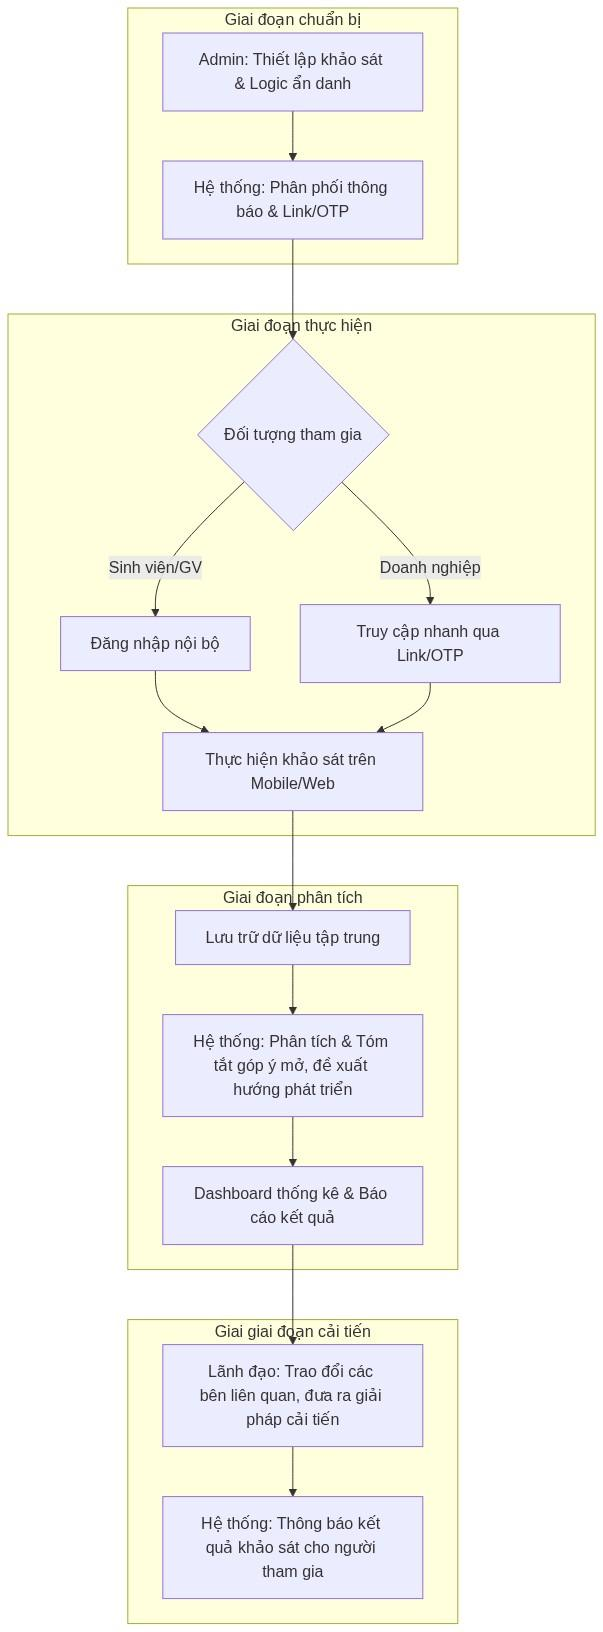 Giai đoạn chuẩn bị
Admin: Thiết lập khảo sát
& Logic ẩn danh
Hệ thống: Phân phối thông
báo & Link/OTP
Giai đoạn thực hiện
Đối tượng tham gia
Sinh viên/GV
Doanh nghiệp
Đăng nhập nội bộ
Truy cập nhanh qua
Link/OTP
Thực hiện khảo sát trên
Mobile/Web
Giai đoạn phân tích
Lưu trữ dữ liệu tập trung
Hệ thống: Phân tích & Tóm
tắt góp ý mở, đề xuất
hướng phát triển
Dashboard thống kê & Báo
cáo kết quả
Giai giai đoạn cải tiến
Lãnh đạo: Trao đổi các
bên liên quan, đưa ra giải
pháp cải tiến
Hệ thống: Thông báo kết
quả khảo sát cho người
tham gia